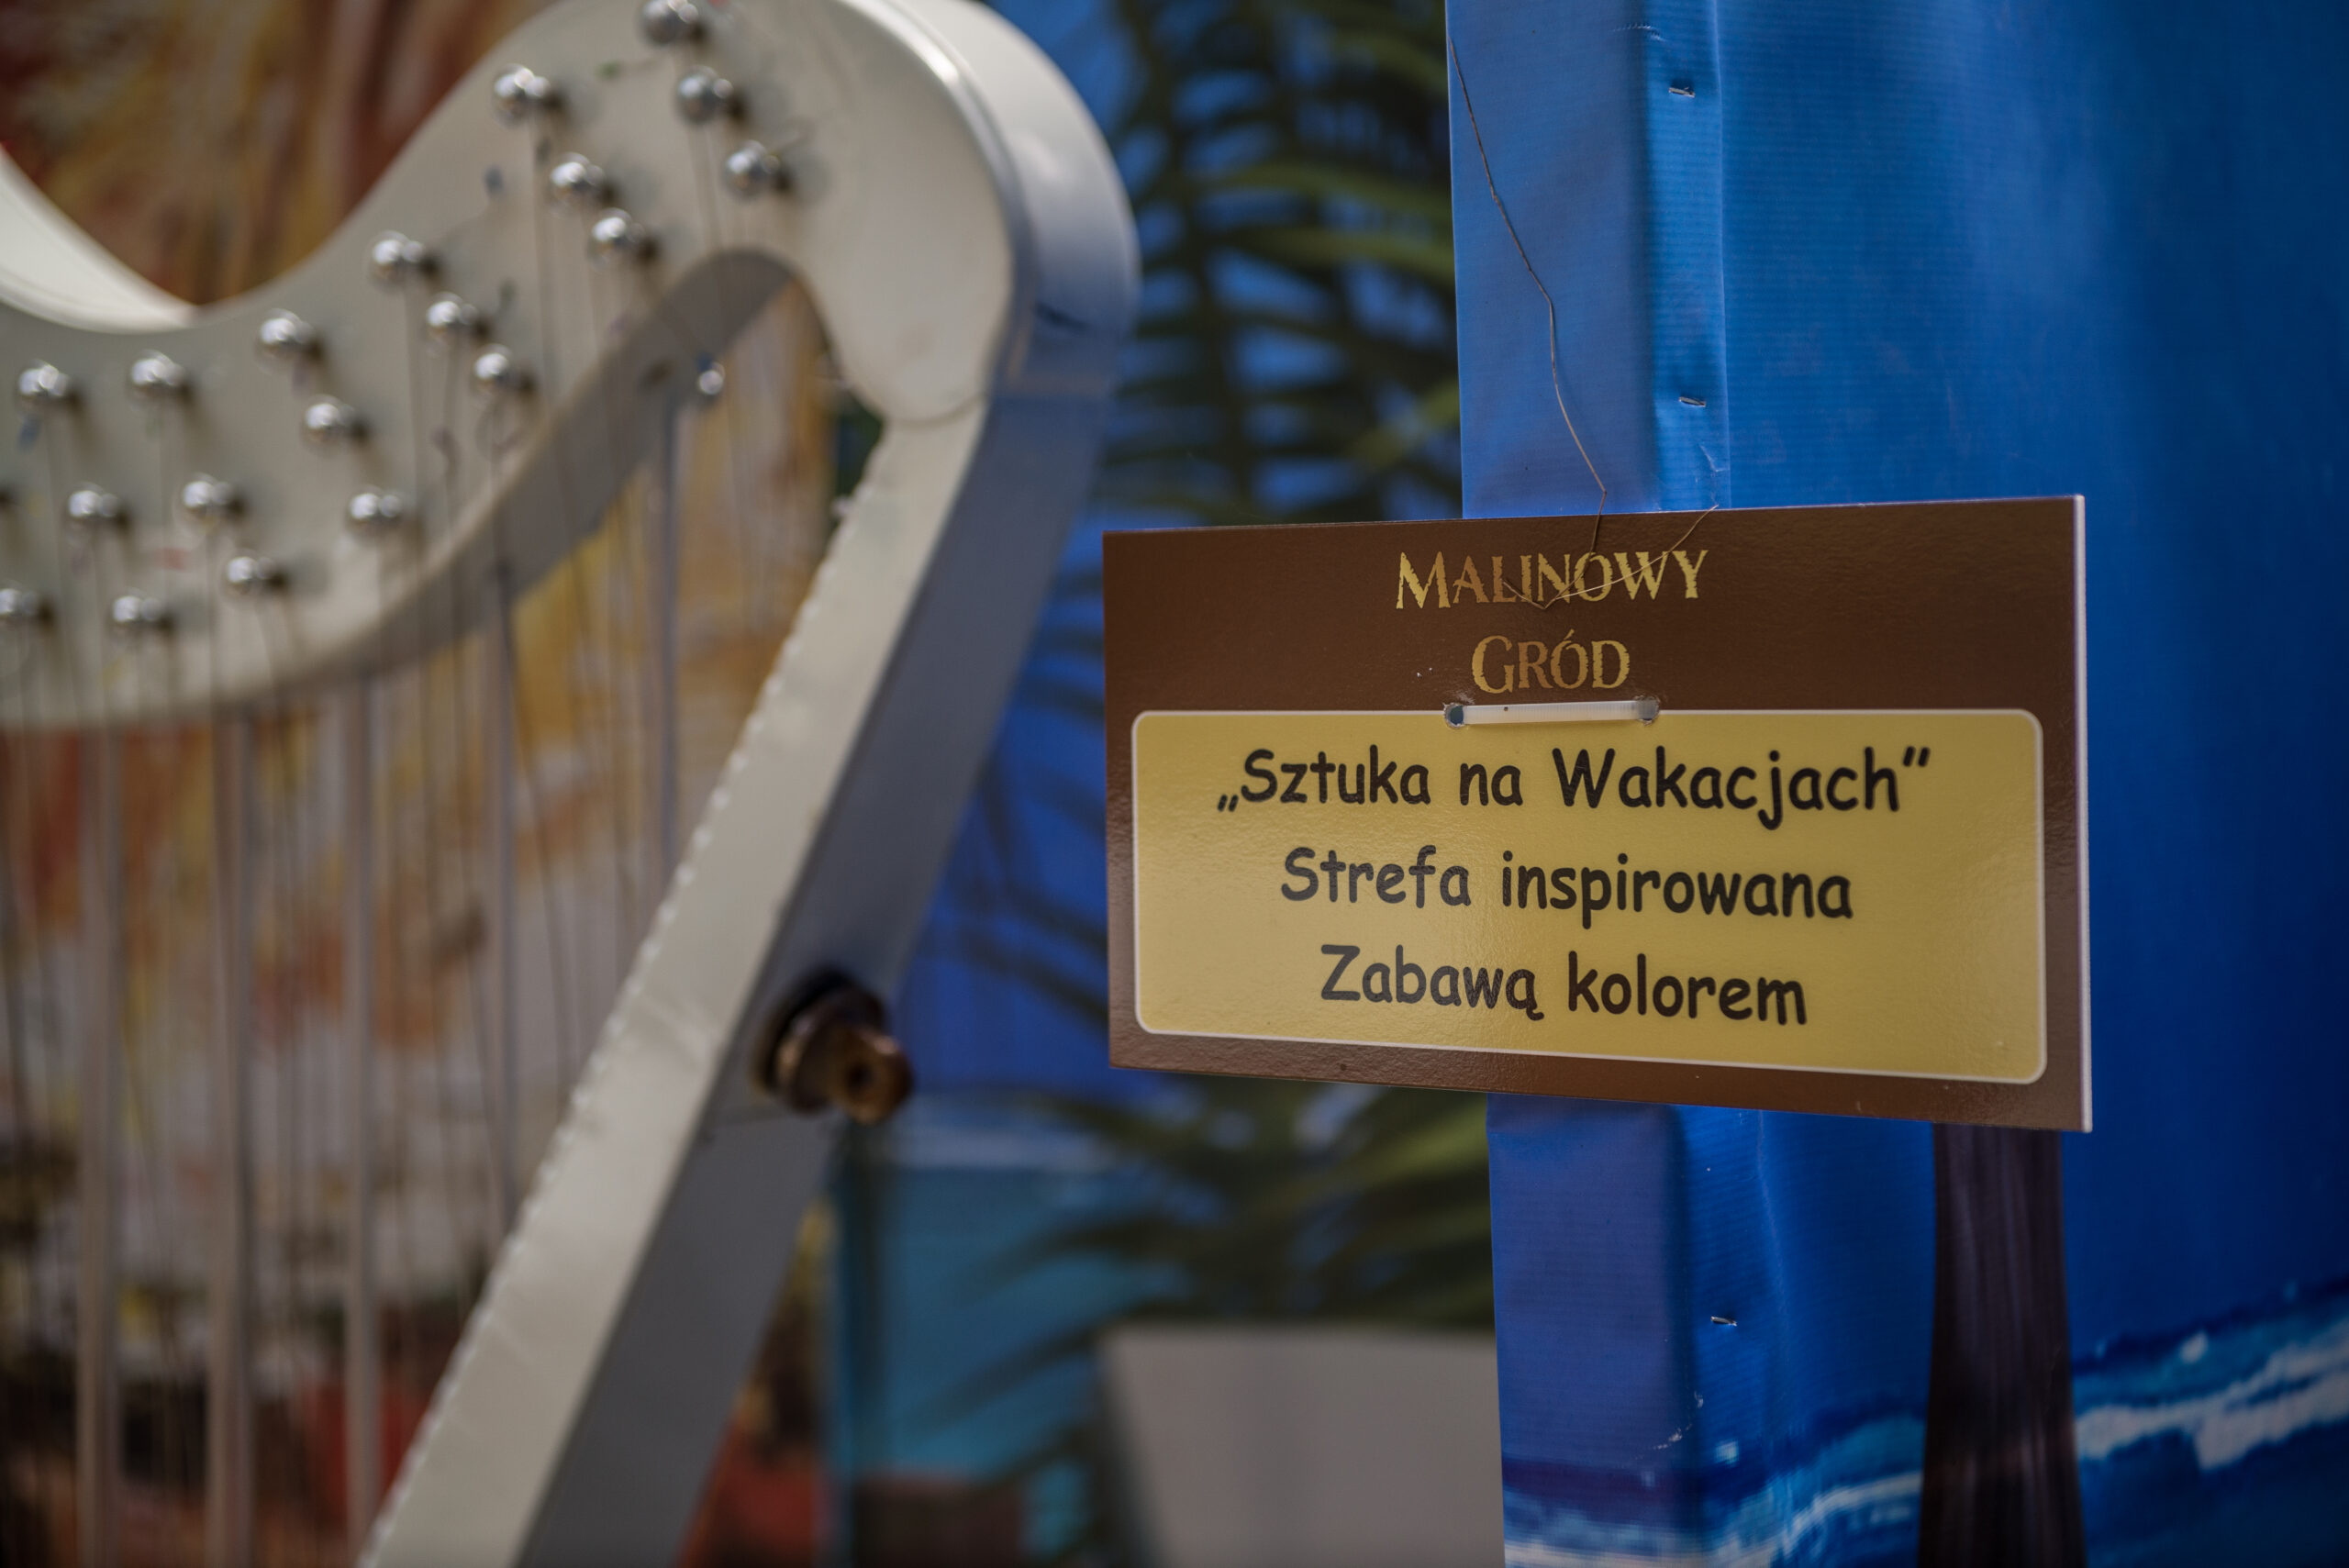 MALINOWY
GRÓD
„Sztuka na Wakacjach”
Strefa inspirowana
Zabawą kolorem